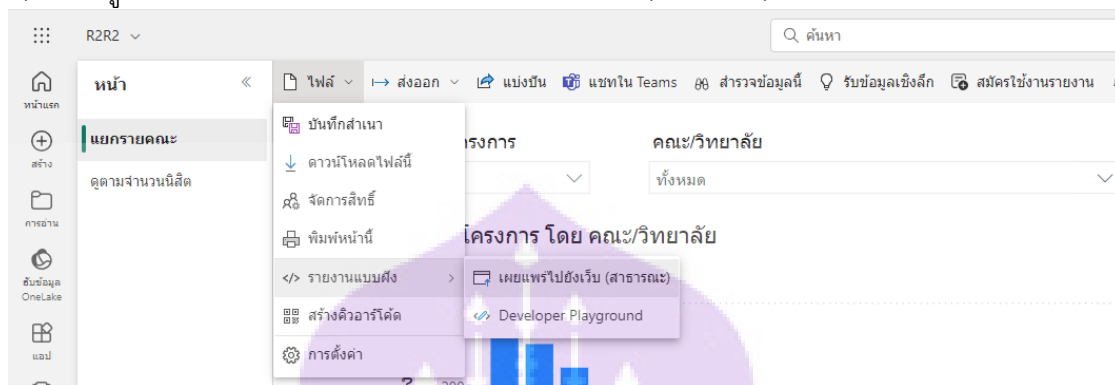 R2R2
ค้นหา
หน้าแรก
สร้าง
การอ่าน
ฮับข้อมูล
OneLake
แอป
หน้า
แยกรายคณะ
ดูตามจำนวนนิสิต
ไฟล์ ส่งออก แบ่งปัน แชทใน Teams สำรวจข้อมูลนี้ รับข้อมูลเชิงลึก สมัครใช้งานรายงาน
บันทึกสำเนา
ดาวน์โหลดไฟล์นี้
จัดการสิทธิ์
พิมพ์หน้านี้
รายงานแบบฝัง
สร้างคิวอาร์โค้ด
การตั้งค่า
เผยแพร่ไปยังเว็บ (สาธารณะ)
Developer Playground
คณะ/วิทยาลัย
ทั้งหมด
โครงการ โดย คณะ/วิทยาลัย